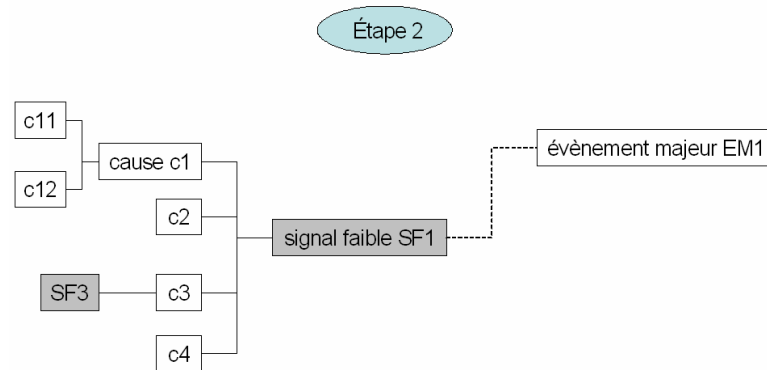 Étape 2
c11
cause c1
évènement majeur EM1
c12
c2
signal faible SF1
SF3
c3
c4